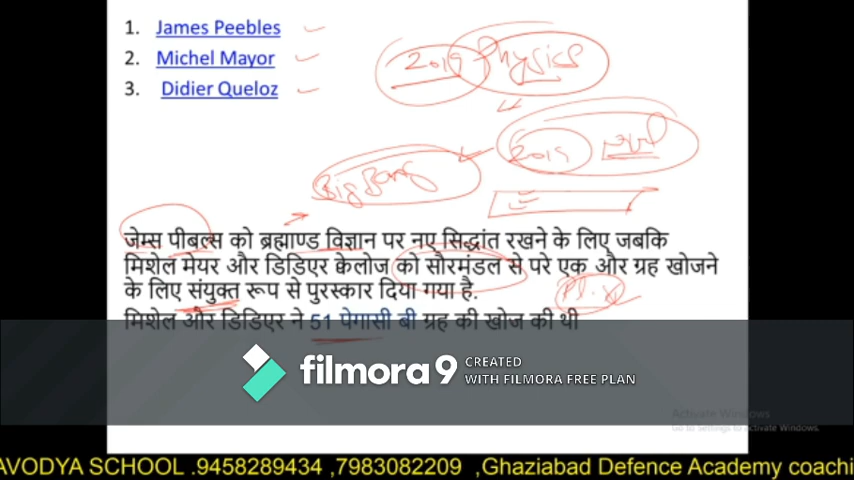 1. James Peebles
2. Michel Mayor
3. Didier Queloz
2019 Physics
2019
Big Bang
जेम्स पीबल्स को ब्रह्माण्ड विज्ञान पर नए सिद्धांत रखने के लिए जबकि
मिशेल मेयर और डिडिएर क्वेलोज को सौरमंडल से परे एक और ग्रह खोजने
के लिए संयुक्त रूप से पुरस्कार दिया गया है.
मिशेल और डिडिएर ने 51 पेगासी बी ग्रह की खोज की थी
filmora9 CREATED
WITH FILMORA FREE PLAN
Activate Windows
Go to Settings to activate Windows.
AVODYA SCHOOL .9458289434 ,7983082209 ,Ghaziabad Defence Academy coachi